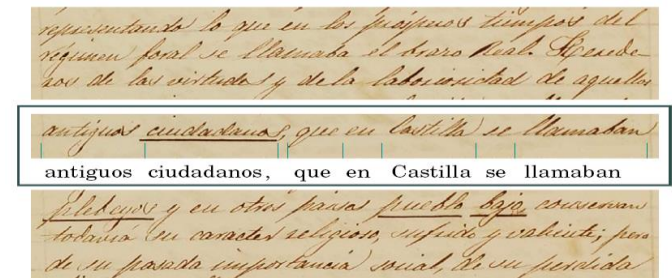 representando lo que en los prósperos tiempos del
régimen foral se llamaba el brazo Real. Herede-
ros de las virtudes y de la laboriosidad de aquellos
antiguos ciudadanos, que en Castilla se llamaban
antiguos ciudadanos, que en Castilla se llamaban
plebeyos y en otros paises pueblo bajo conservan
todavia su caracter religioso, sufrido y valiente; pero
de su pasada importancia social, de su perdida